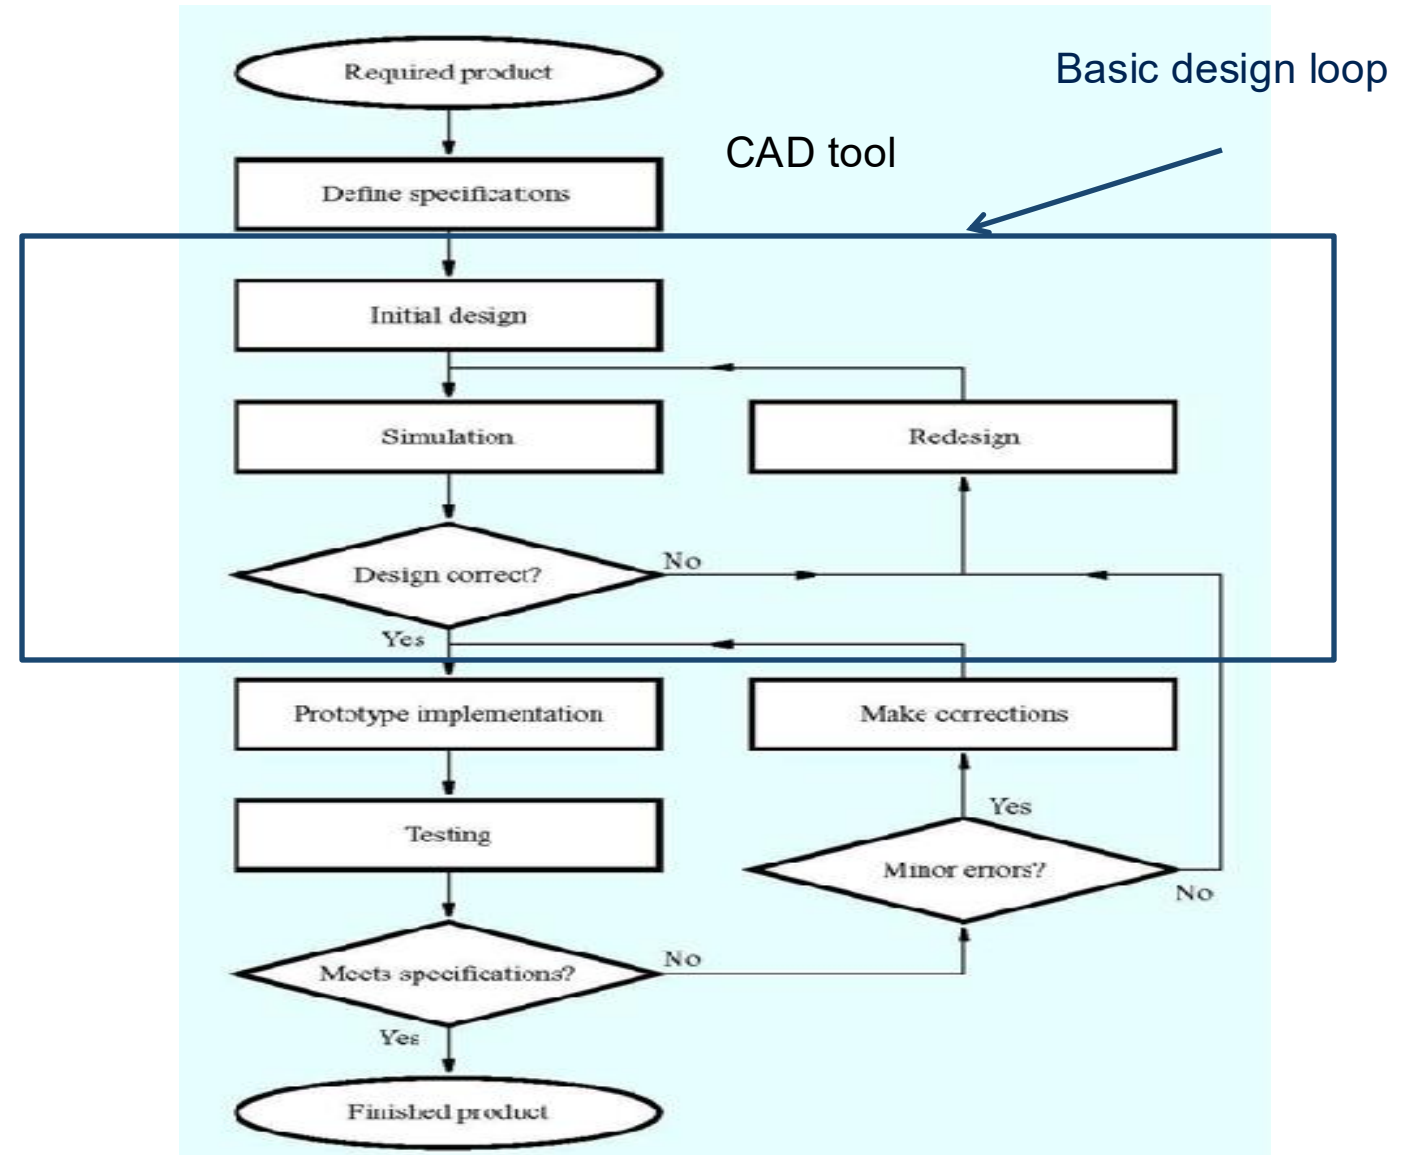 Required product
Basic design loop
CAD tool
Define specifications
Initial design
Simulation
Redesign
Design correct?
No
Yes
Prototype implementation
Make corrections
Yes
Testing
Minor errors?
No
Meets specifications?
No
Yes
Finished product